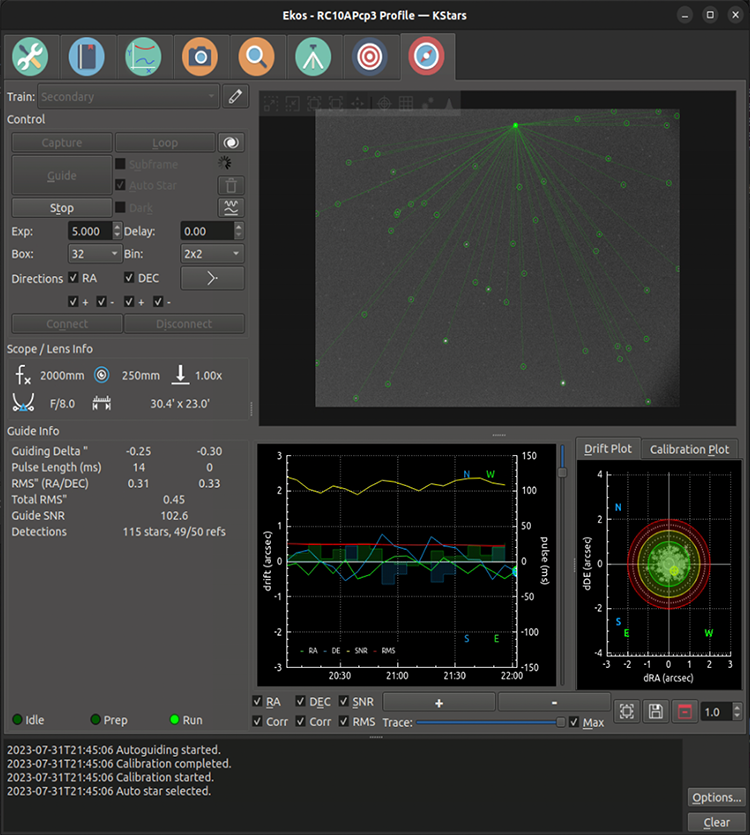 Ekos - RC10APcp3 Profile — KStars
Train: Secondary
Control
Capture Loop
Guide Subframe
Auto Star
Stop Dark
Exp: 5.000 Delay: 0.00
Box: 32 Bin: 2x2
Directions RA DEC
+ - + -
Connect Disconnect
Scope / Lens Info
fx 2000mm 250mm 1.00x
F/8.0 30.4' x 23.0'
Guide Info
Guiding Delta " -0.25 -0.30
Pulse Length (ms) 14 0
RMS" (RA/DEC) 0.31 0.33
Total RMS" 0.45
Guide SNR 102.6
Detections 115 stars, 49/50 refs
Idle Prep Run
drift (arcsec)
3
2
1
0
-1
-2
-3
N W
S E
RA DE SNR RMS
20:30 21:00 21:30 22:00
150
100
50
0
-50
-100
-150
pulse (ms)
Drift Plot Calibration Plot
dDE (arcsec)
4
2
0
-2
-4
N
S
E W
-3 -2 -1 0 1 2 3
dRA (arcsec)
RA DEC SNR + -
Corr Corr RMS Trace: Max 1.0
2023-07-31T21:45:06 Autoguiding started.
2023-07-31T21:45:06 Calibration completed.
2023-07-31T21:45:06 Calibration started.
2023-07-31T21:45:06 Auto star selected.
Options...
Clear